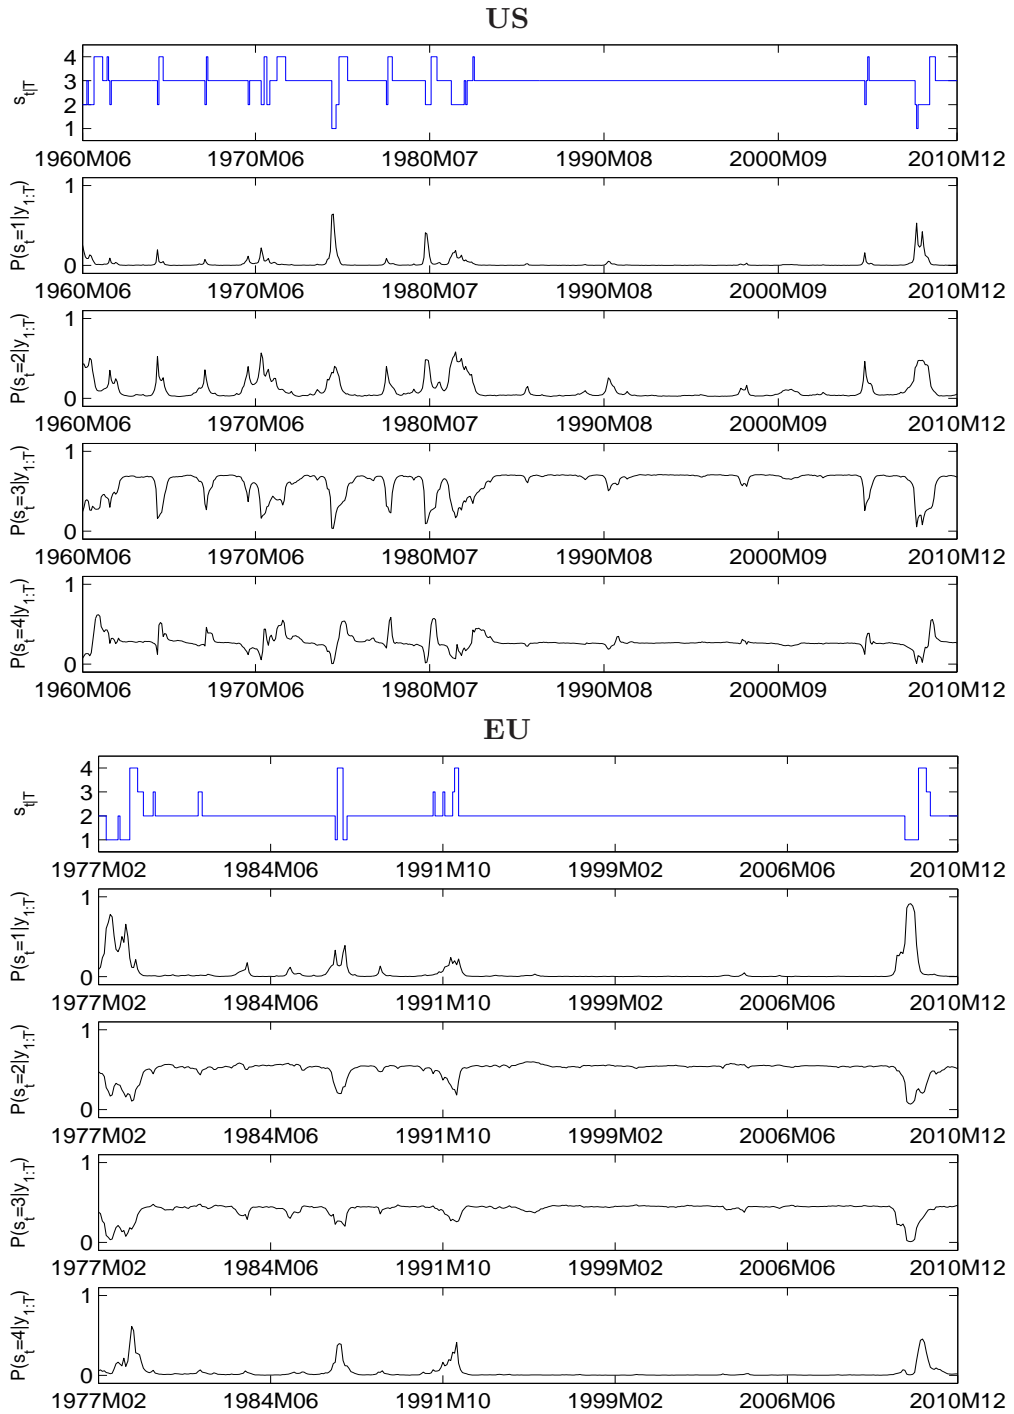 US
s_{t|T}
4
3
2
1
1960M06 1970M06 1980M07 1990M08 2000M09 2010M12
P(s_t=1|y_{1:T})
1
0
1960M06 1970M06 1980M07 1990M08 2000M09 2010M12
P(s_t=2|y_{1:T})
1
0
1960M06 1970M06 1980M07 1990M08 2000M09 2010M12
P(s_t=3|y_{1:T})
1
0
1960M06 1970M06 1980M07 1990M08 2000M09 2010M12
P(s_t=4|y_{1:T})
1
0
1960M06 1970M06 1980M07 1990M08 2000M09 2010M12
EU
s_{t|T}
4
3
2
1
1977M02 1984M06 1991M10 1999M02 2006M06 2010M12
P(s_t=1|y_{1:T})
1
0
1977M02 1984M06 1991M10 1999M02 2006M06 2010M12
P(s_t=2|y_{1:T})
1
0
1977M02 1984M06 1991M10 1999M02 2006M06 2010M12
P(s_t=3|y_{1:T})
1
0
1977M02 1984M06 1991M10 1999M02 2006M06 2010M12
P(s_t=4|y_{1:T})
1
0
1977M02 1984M06 1991M10 1999M02 2006M06 2010M12